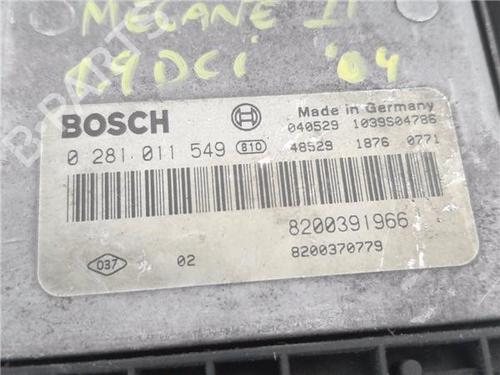 MEGANE II
1.9 DCI '04
BOSCH
Made in Germany
040529 1039S04786
0 281 011 549 B10
48529 1876 0771
8200391966
037 02
8200370779